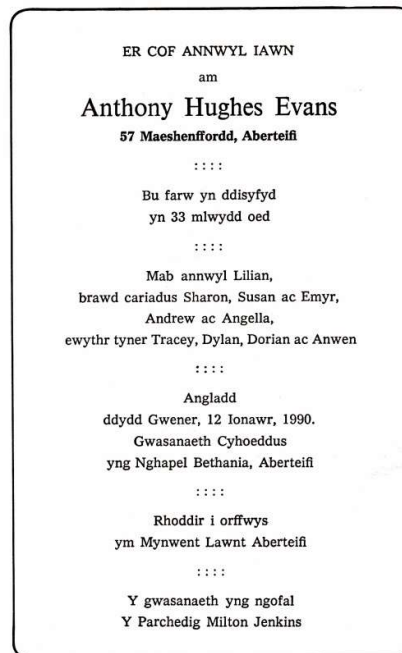 ER COF ANNWYL IAWN
am
Anthony Hughes Evans
57 Maeshenffordd, Aberteifi
::::
Bu farw yn ddisyfyd
yn 33 mlwydd oed
::::
Mab annwyl Lilian,
brawd cariadus Sharon, Susan ac Emyr,
Andrew ac Angella,
ewythr tyner Tracey, Dylan, Dorian ac Anwen
::::
Angladd
ddydd Gwener, 12 Ionawr, 1990.
Gwasanaeth Cyhoeddus
yng Nghapel Bethania, Aberteifi
::::
Rhoddir i orffwys
ym Mynwent Lawnt Aberteifi
::::
Y gwasanaeth yng ngofal
Y Parchedig Milton Jenkins